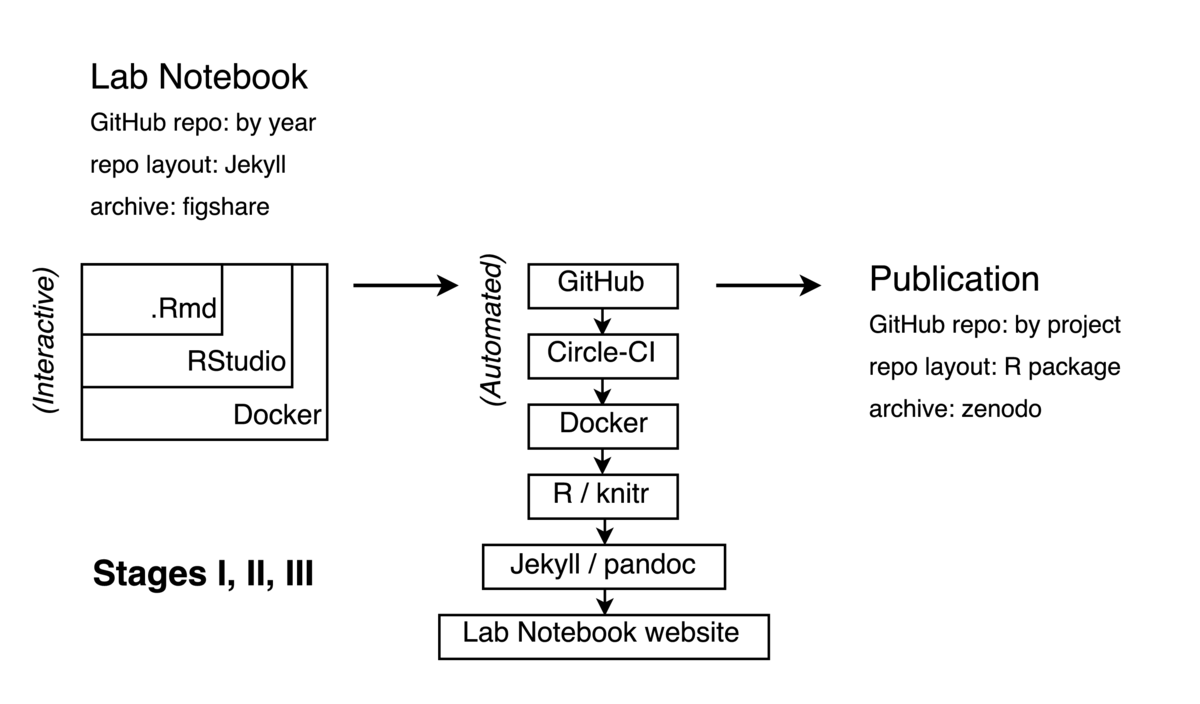 Lab Notebook
GitHub repo: by year
repo layout: Jekyll
archive: figshare
(Interactive)
.Rmd
RStudio
Docker
(Automated)
GitHub
Circle-CI
Docker
R / knitr
Jekyll / pandoc
Lab Notebook website
Publication
GitHub repo: by project
repo layout: R package
archive: zenodo
Stages I, II, III